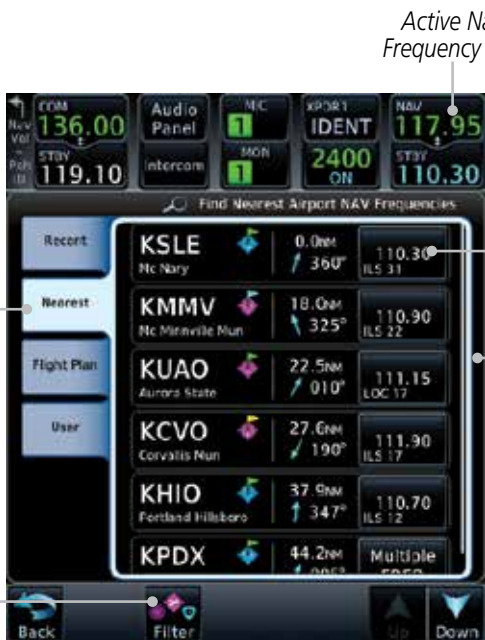 Active Na
Frequency
COM
136.00
STBY
119.10
Nav
Vol
Psh
Audio
Panel
Intercom
MIC
1
MON
1
XPDR1
IDENT
2400
ON
NAV
117.95
STBY
110.30
Find Nearest Airport NAV Frequencies
Recent
Nearest
Flight Plan
User
KSLE
Mc Nary
0.0NM
360°
110.30
ILS 31
KMMV
Mc Minnville Mun
18.0NM
325°
110.90
ILS 22
KUAO
Aurora State
22.5NM
010°
111.15
LOC 17
KCVO
Corvallis Mun
27.6NM
190°
111.90
ILS 17
KHIO
Portland Hillsboro
37.9NM
347°
110.70
ILS 12
KPDX
44.2NM
Multiple
Back
Filter
Up
Down